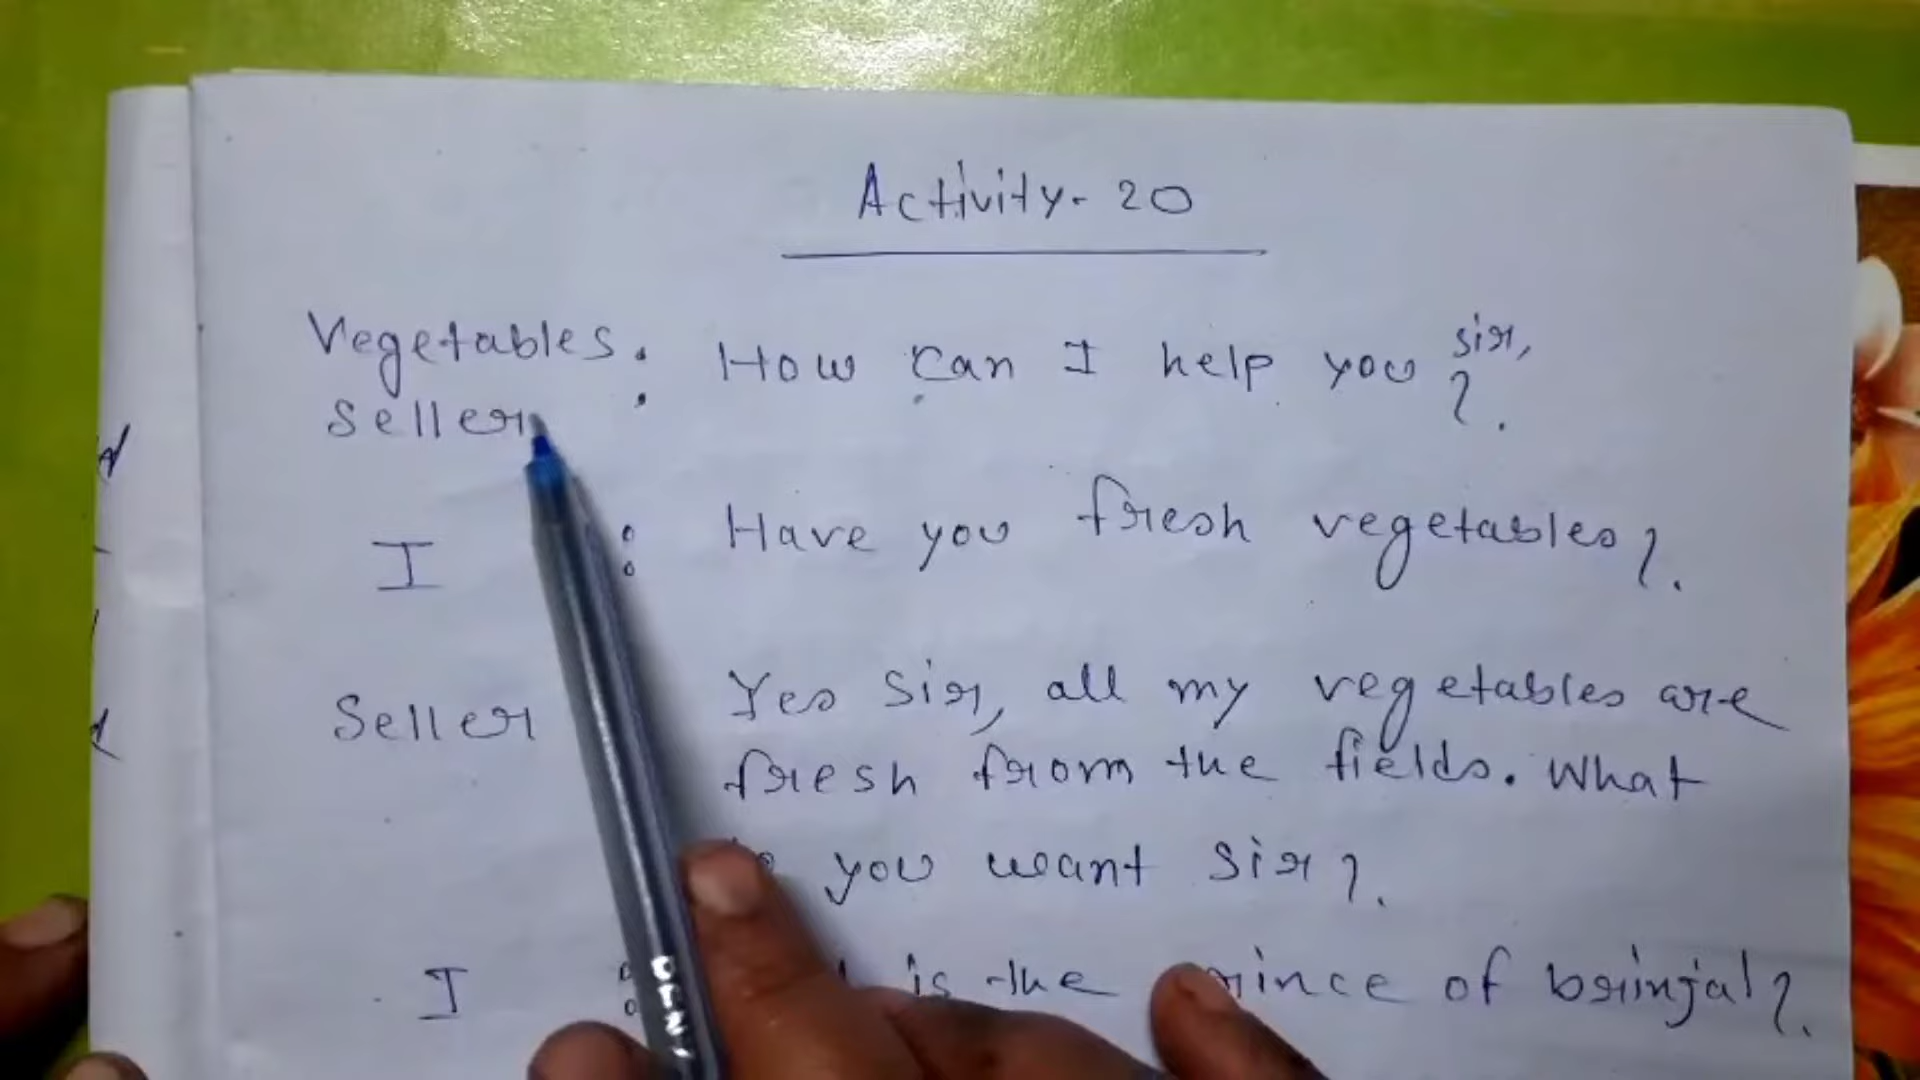 Activity- 20
Vegetables : How can I help you sir,
Seller ?.
I : Have you fresh vegetables?.
Seller Yes Sir, all my vegetables are
fresh from the fields. What
you want sir?.
I : is the of brinjal?.